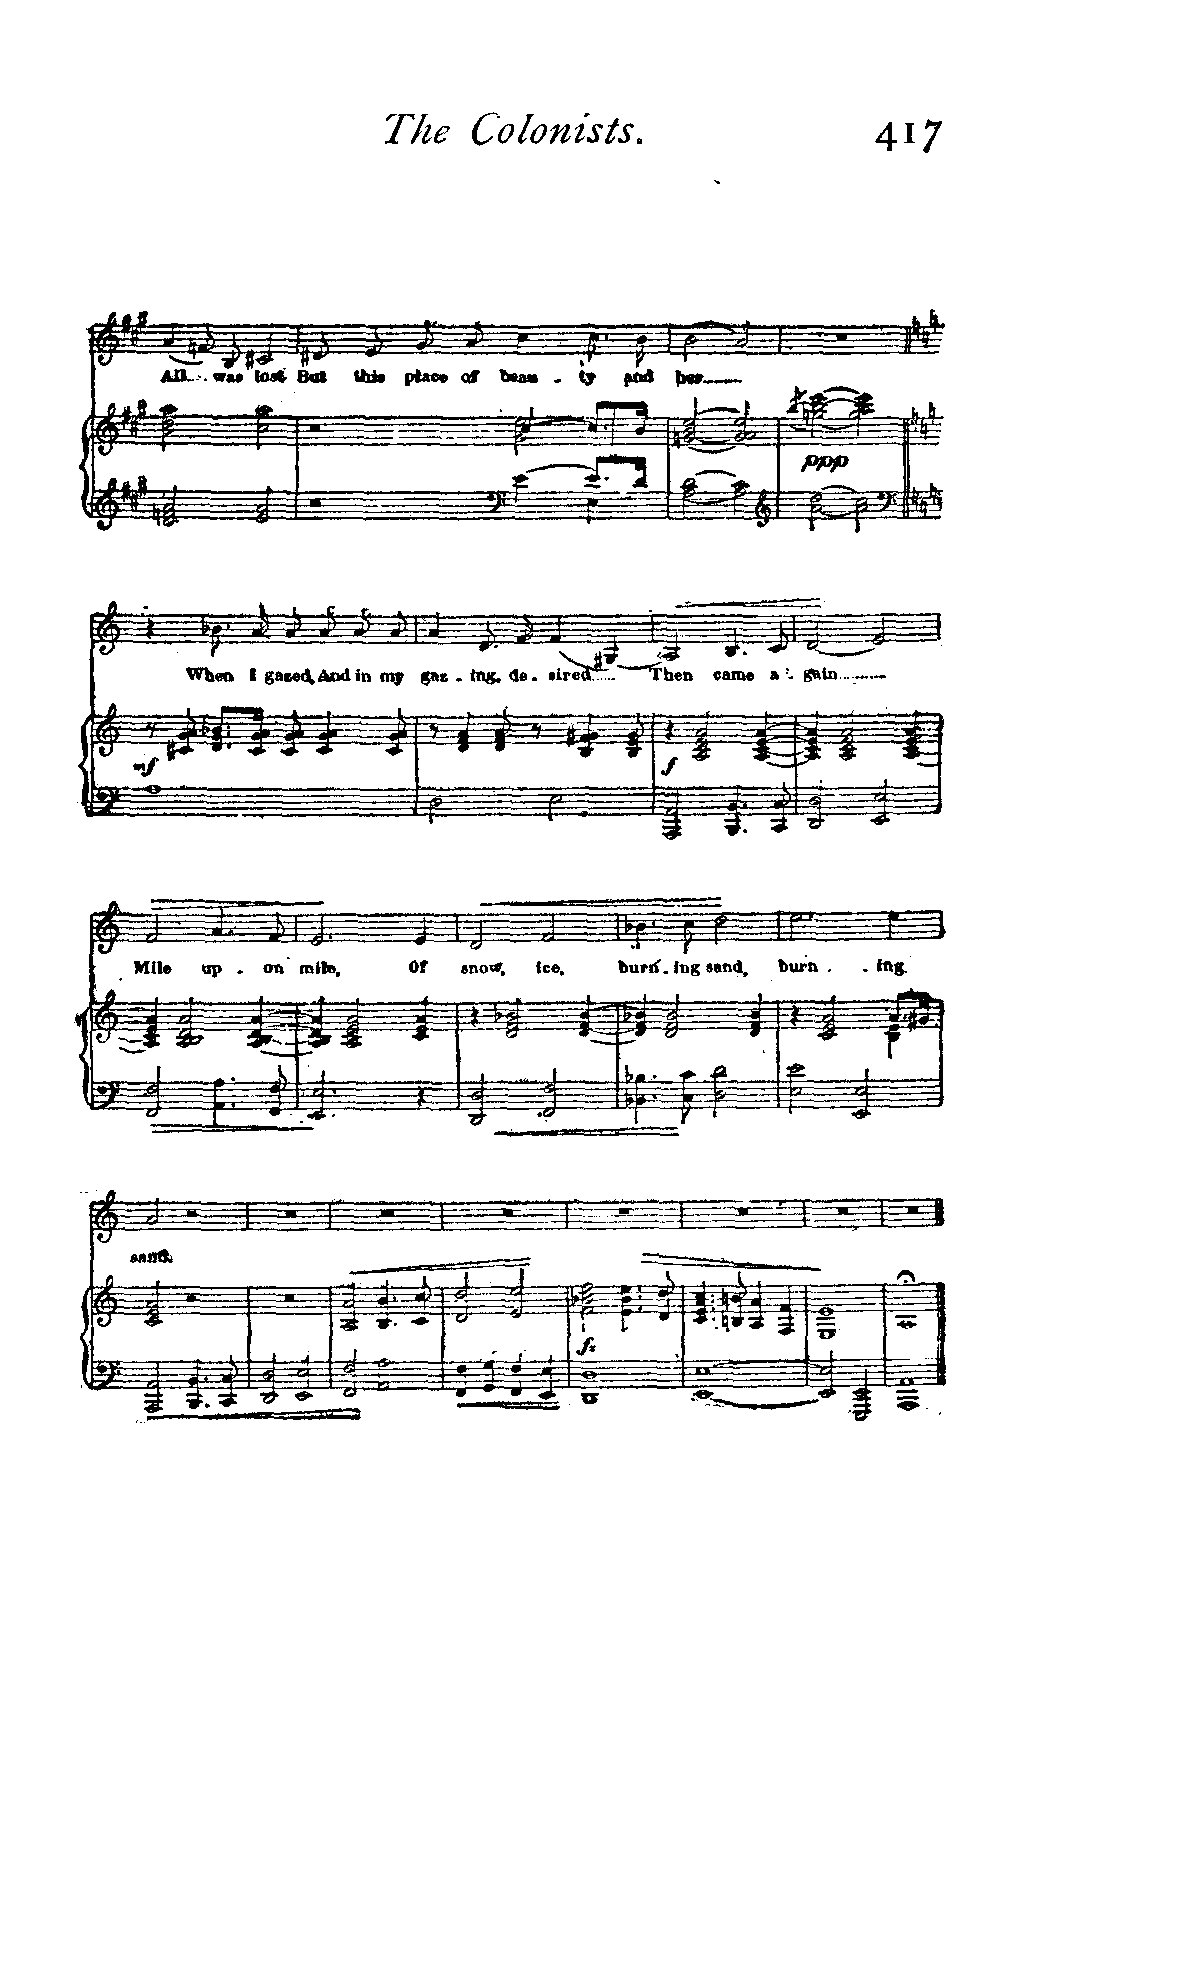 The Colonists. 417
All... was lost But this place of beau - ty and her......
ppp
When I gazed, And in my gaz - ing, de - sired...... Then came a - gain.........
mf f
Mile up - on mile, Of snow, ice, burn - ing sand, burn - - ing
sand.
fz